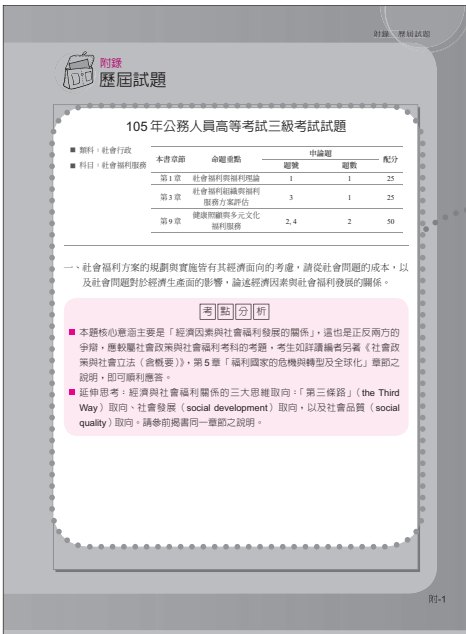 附錄 歷屆試題
附錄
歷屆試題
105年公務人員高等考試三級考試試題
■ 類科：社會行政
■ 科目：社會福利服務
本書章節 命題重點 申論題 配分
題號 題數
第1章 社會福利與福利理論 1 1 25
第3章 社會福利組織與福利服務方案評估 3 1 25
第9章 健康照顧與多元文化福利服務 2, 4 2 50
一、社會福利方案的規劃與實施皆有其經濟面向的考慮，請從社會問題的成本，以
及社會問題對於經濟生產面的影響，論述經濟因素與社會福利發展的關係。
考點分析
■ 本題核心意涵主要是「經濟因素與社會福利發展的關係」，這也是正反兩方的
爭辯，應較屬社會政策與社會福利考科的考題，考生如詳讀編者另著《社會政
策與社會立法（含概要）》，第5章「福利國家的危機與轉型及全球化」章節之
說明，即可順利應答。
■ 延伸思考：經濟與社會福利關係的三大思維取向：「第三條路」（the Third
Way）取向、社會發展（social development）取向，以及社會品質（social
quality）取向。請參前揭書同一章節之說明。
附-1